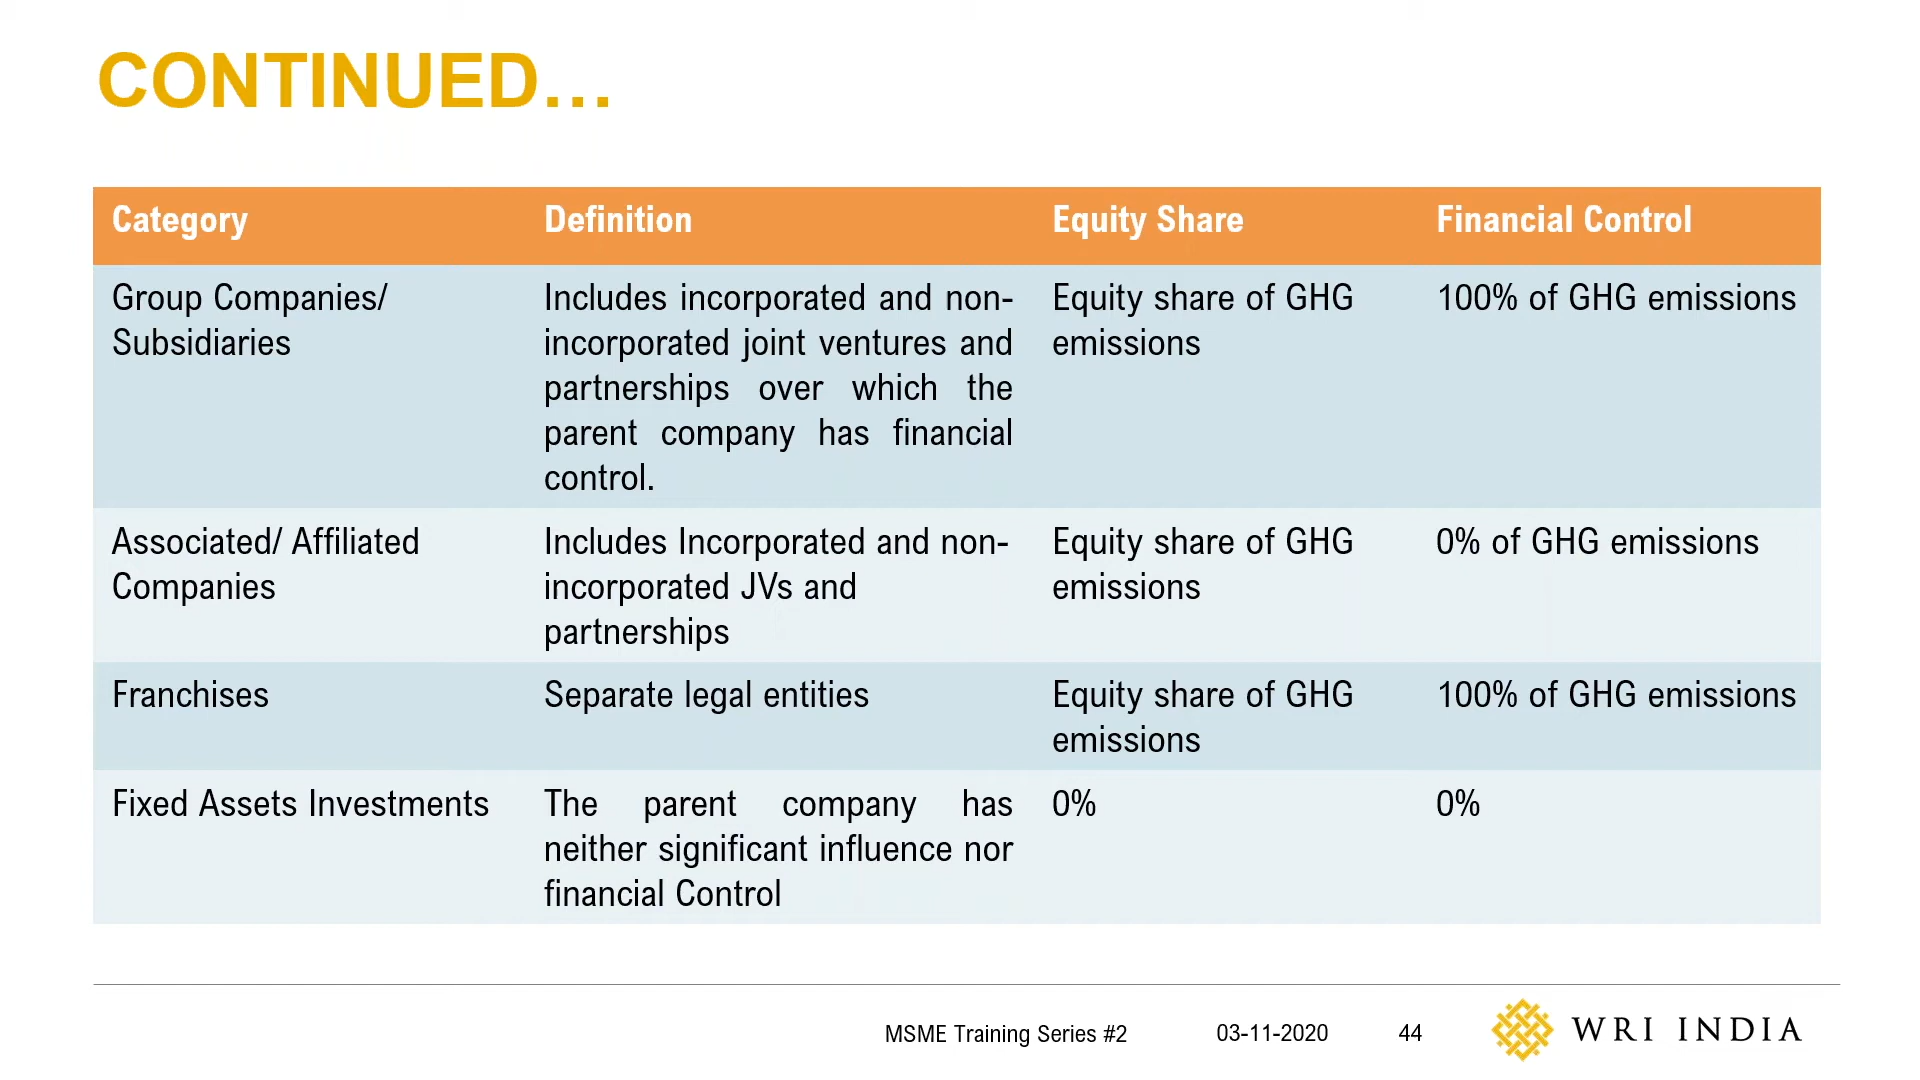 CONTINUED...
Category
Definition
Equity Share
Financial Control
Group Companies/
Subsidiaries
Includes incorporated and non-
incorporated joint ventures and
partnerships over which the
parent company has financial
control.
Equity share of GHG
emissions
100% of GHG emissions
Associated/ Affiliated
Companies
Includes Incorporated and non-
incorporated JVs and
partnerships
Equity share of GHG
emissions
0% of GHG emissions
Franchises
Separate legal entities
Equity share of GHG
emissions
100% of GHG emissions
Fixed Assets Investments
The parent company has
neither significant influence nor
financial Control
0%
0%
MSME Training Series #2
03-11-2020
44
WRI INDIA